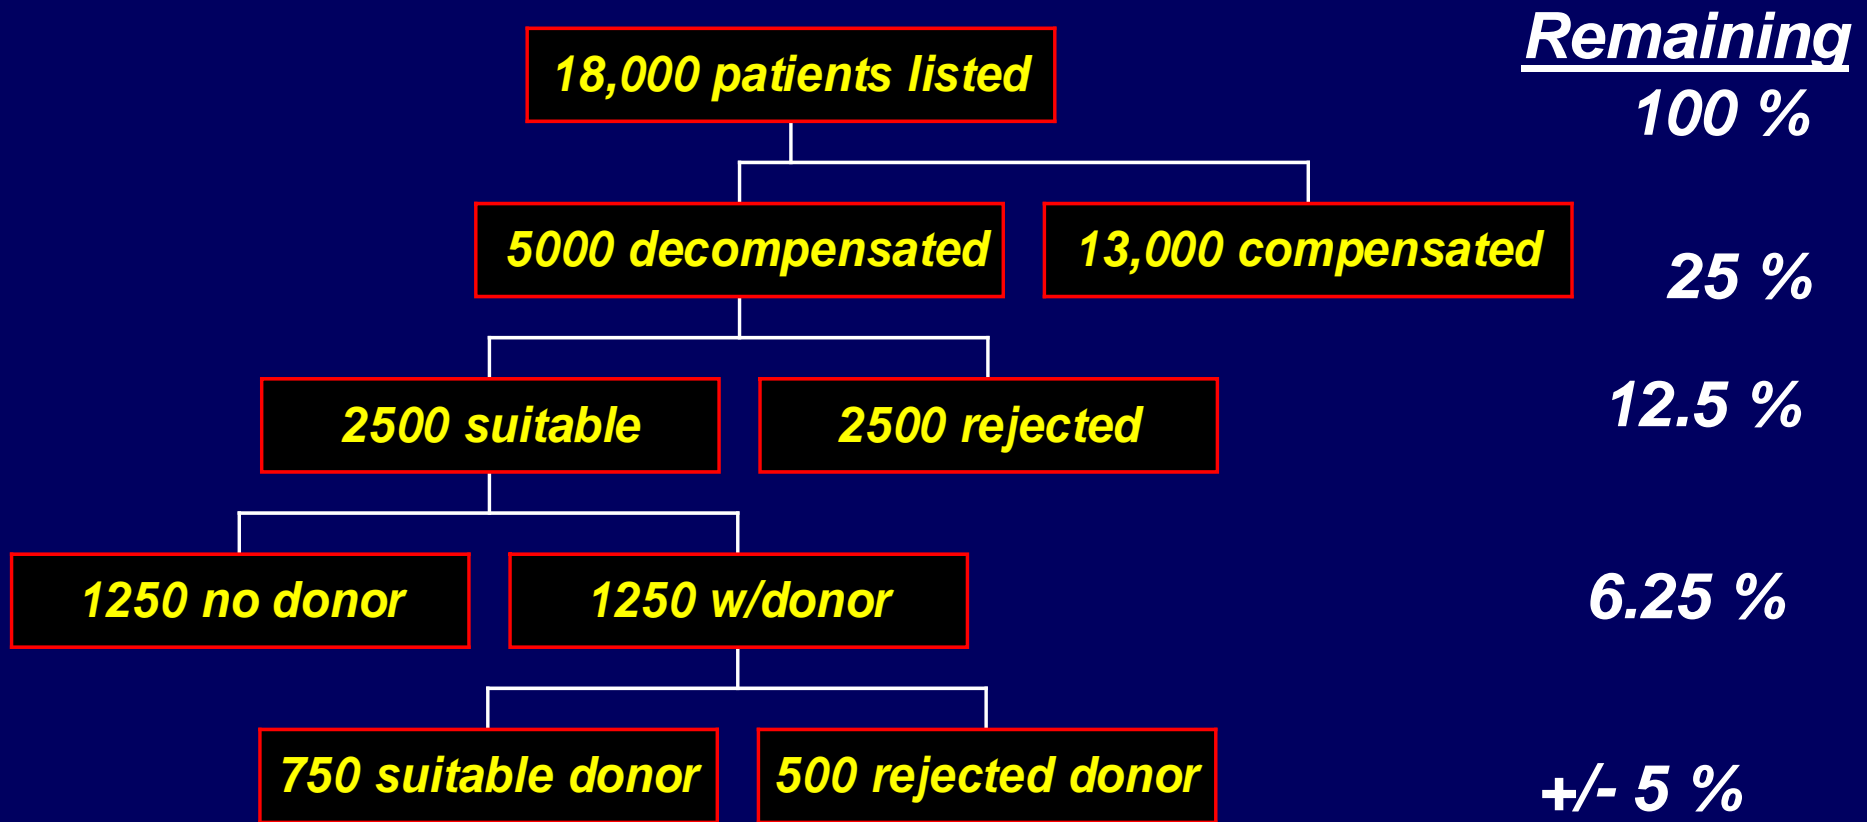 Remaining
18,000 patients listed
100 %
5000 decompensated
13,000 compensated
25 %
2500 suitable
2500 rejected
12.5 %
1250 no donor
1250 w/donor
6.25 %
750 suitable donor
500 rejected donor
+/- 5 %